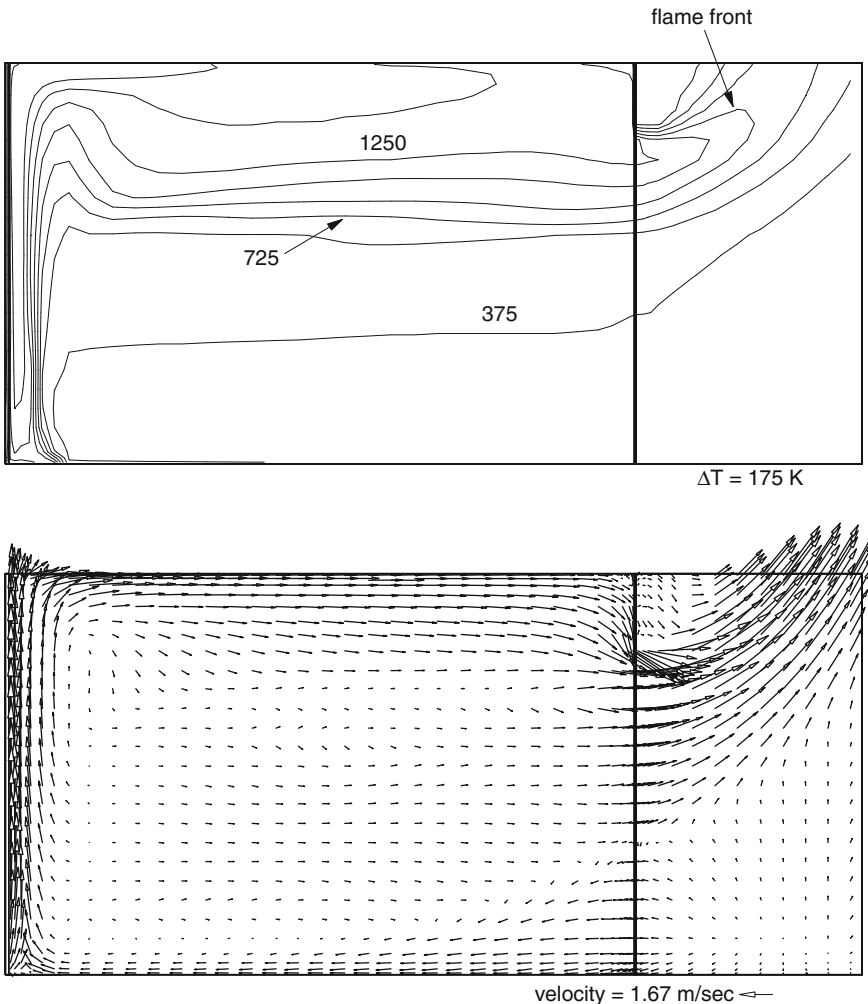 flame front
1250
725
375
ΔT = 175 K
velocity = 1.67 m/sec